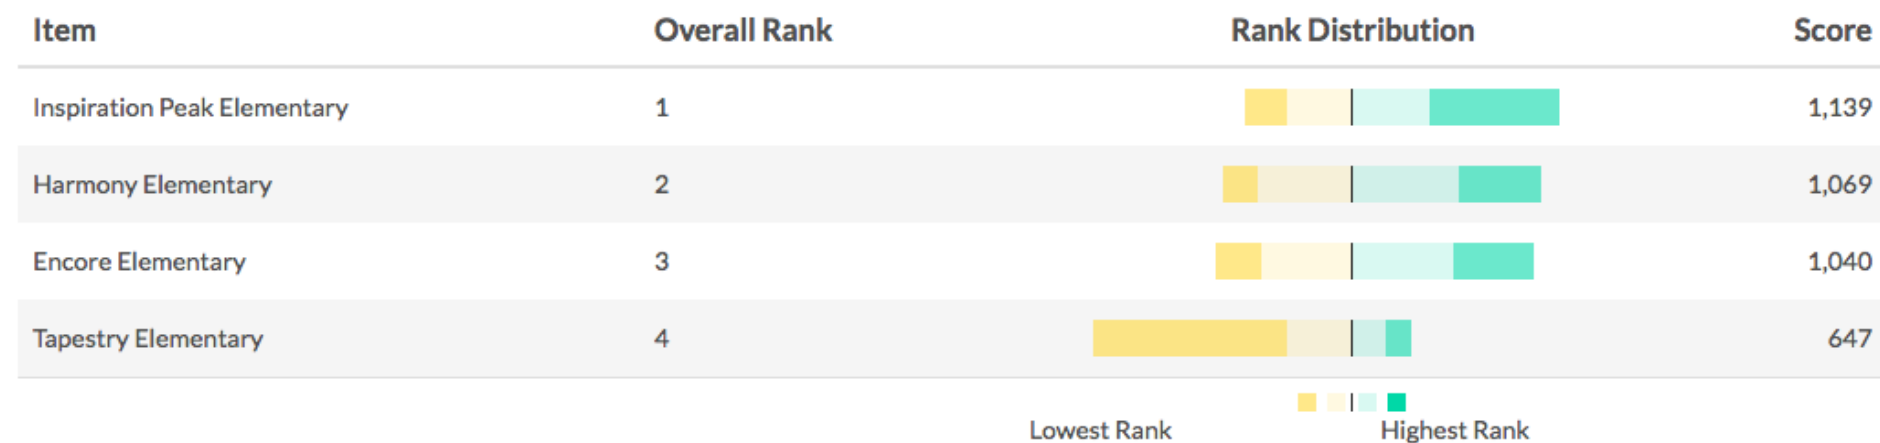 Item Overall Rank Rank Distribution Score
Inspiration Peak Elementary 1 1,139
Harmony Elementary 2 1,069
Encore Elementary 3 1,040
Tapestry Elementary 4 647
Lowest Rank Highest Rank